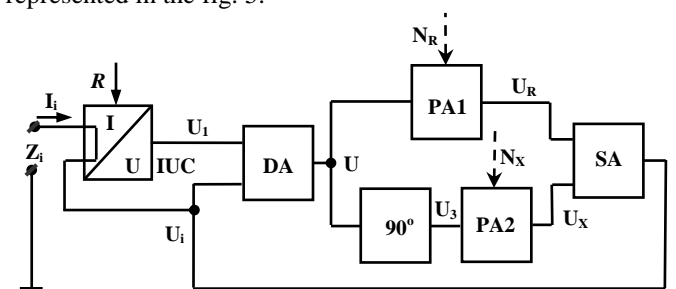 represented in the fig. 3.
N_R
R
I_i
PA1
U_R
I
U_1
Z_i
U
IUC
DA
U
N_X
SA
U_3
90°
PA2
U_X
U_i